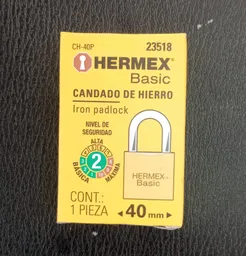 CH-40P 23518
HERMEX®
Basic
CANDADO DE HIERRO
Iron padlock
NIVEL DE
SEGURIDAD
ALTA
2
BÁSICA MÁXIMA
HERMEX®
Basic
CONT.:
1 PIEZA
40 mm